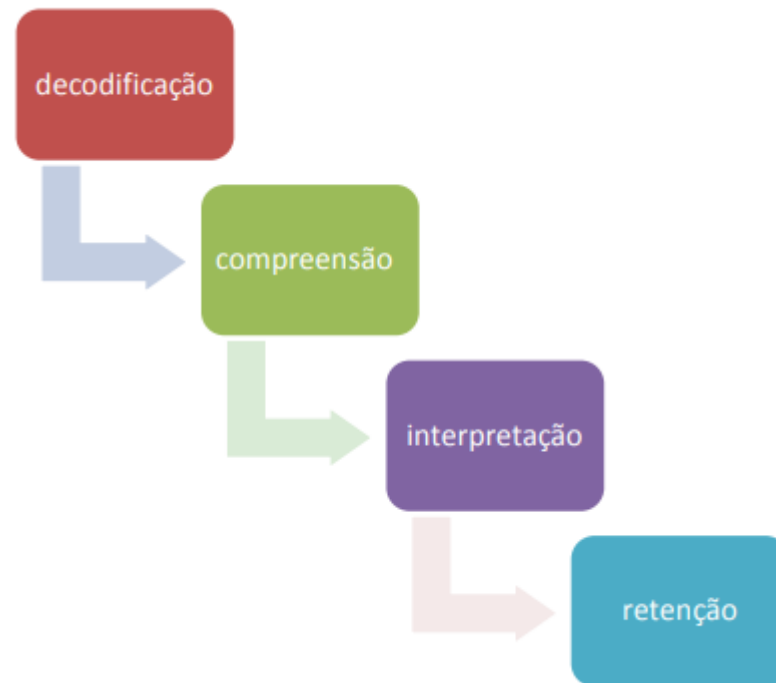 decodificação
compreensão
interpretação
retenção